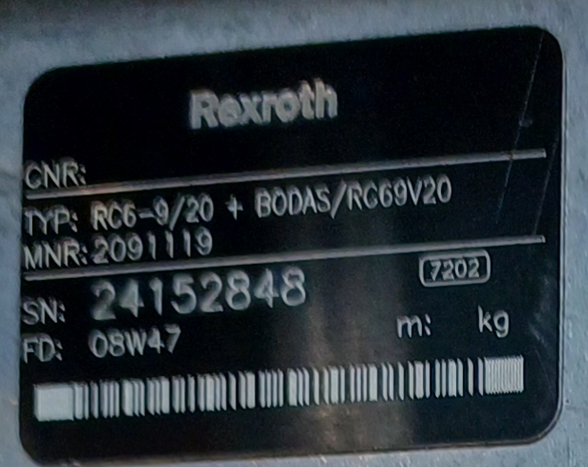 Rexroth
CNR:
TYP: RC6-9/20 + BODAS/RC69V20
MNR: 2091119
SN: 24152848 7202
FD: 08W47 m: kg